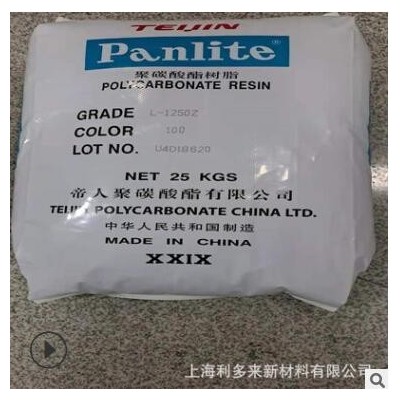 TEIJIN
Panlite®
聚碳酸酯树脂
POLYCARBONATE RESIN
GRADE L-1250Z
COLOR 100
LOT NO. U4018620
NET 25 KGS
帝人聚碳酸酯有限公司
TEIJIN POLYCARBONATE CHINA LTD.
中华人民共和国制造
MADE IN CHINA
XXIX
上海利多来新材料有限公司